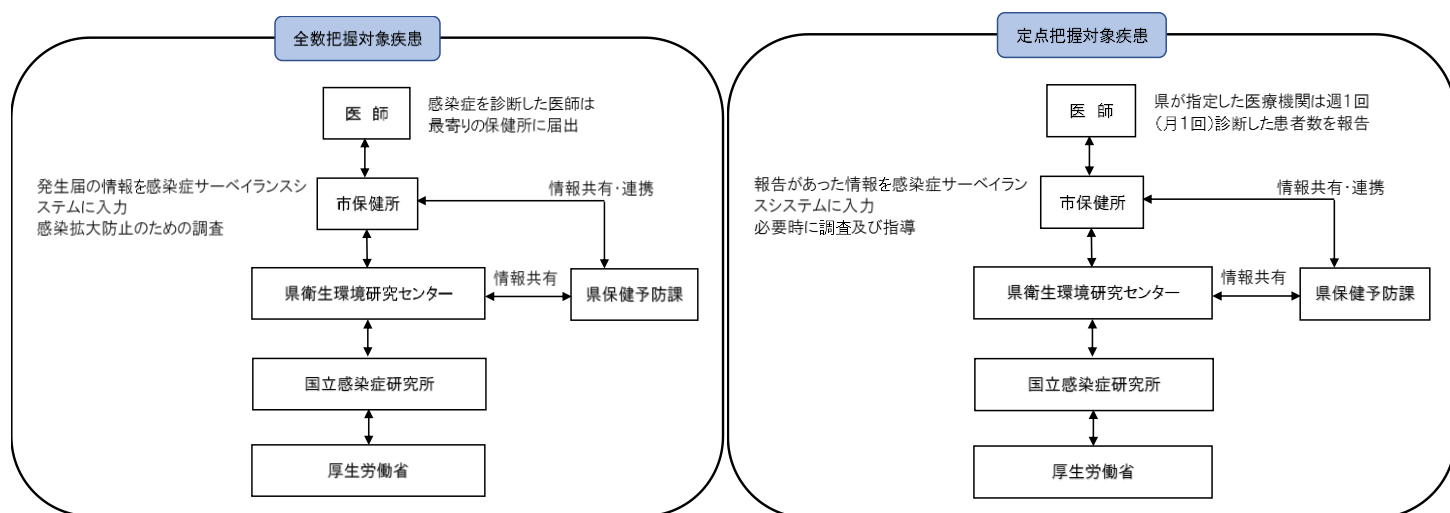 全数把握対象疾患
医 師
感染症を診断した医師は
最寄りの保健所に届出
発生届の情報を感染症サーベイランスシ
ステムに入力
感染拡大防止のための調査
市保健所
情報共有・連携
県衛生環境研究センター
情報共有
県保健予防課
国立感染症研究所
厚生労働省
定点把握対象疾患
医 師
県が指定した医療機関は週1回
(月1回)診断した患者数を報告
報告があった情報を感染症サーベイラン
スシステムに入力
必要時に調査及び指導
市保健所
情報共有・連携
県衛生環境研究センター
情報共有
県保健予防課
国立感染症研究所
厚生労働省